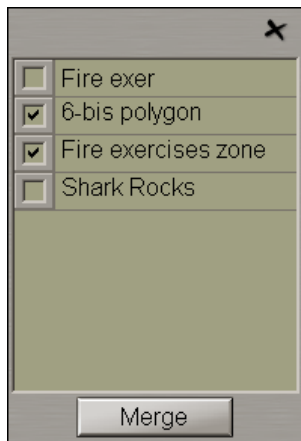 Fire exer
6-bis polygon
Fire exercises zone
Shark Rocks
Merge